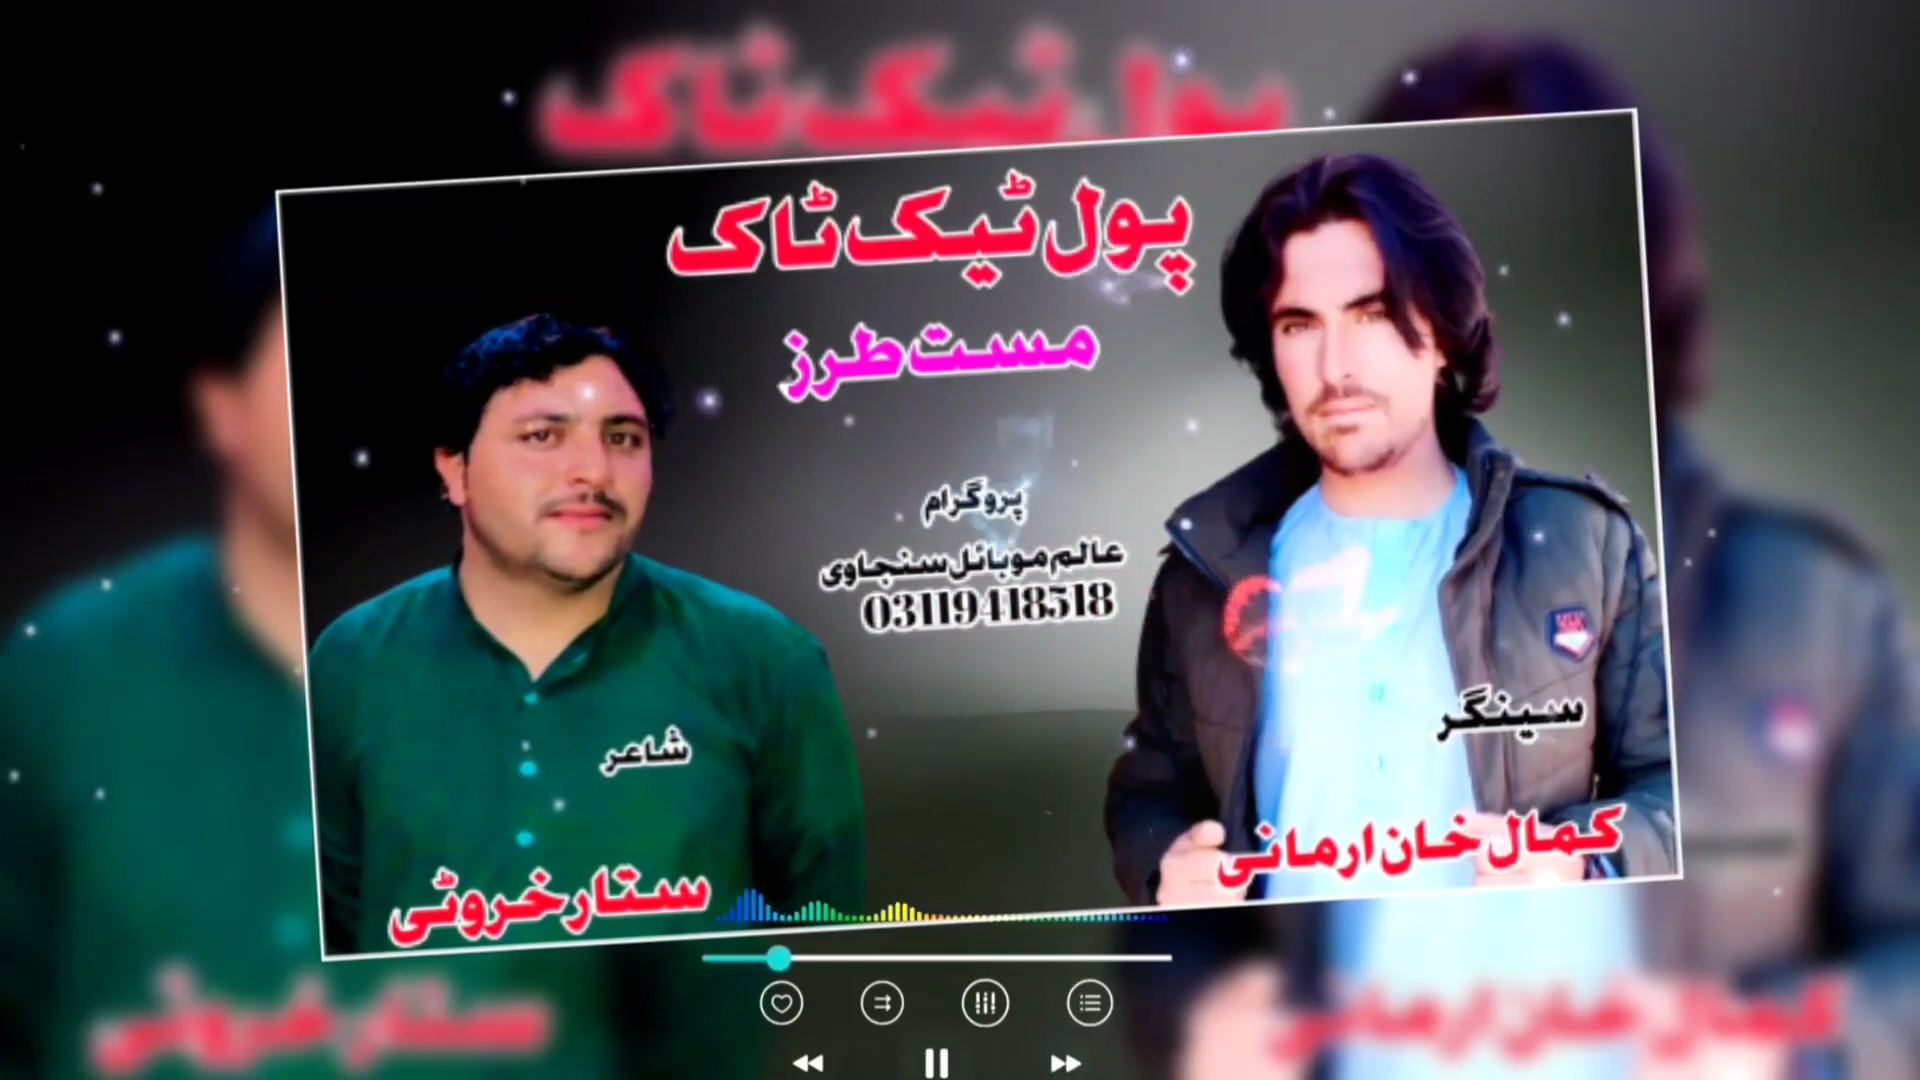 پول ٹیک ٹاک
مست طرز
پروگرام
عالم موبائل سنجاوی
03119418518
شاعر
ستار خروٹی
سینگر
کمال خان ارمانی